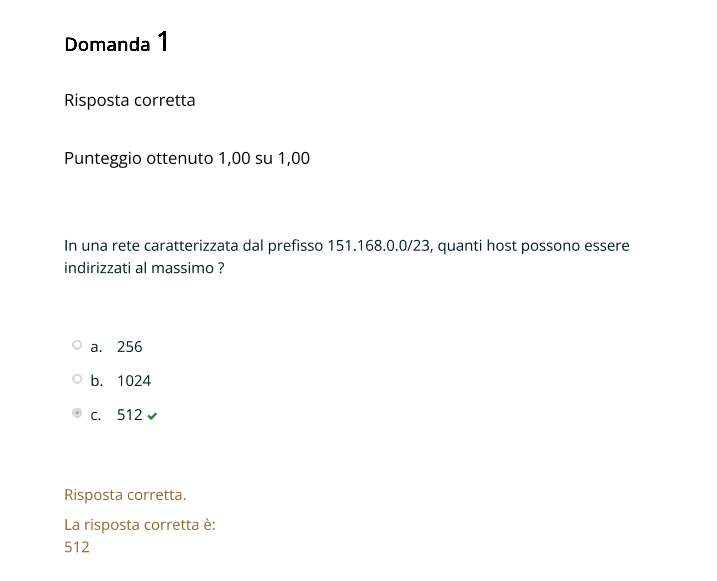 Domanda 1
Risposta corretta
Punteggio ottenuto 1,00 su 1,00
In una rete caratterizzata dal prefisso 151.168.0.0/23, quanti host possono essere
indirizzati al massimo ?
a. 256
b. 1024
c. 512
Risposta corretta.
La risposta corretta è:
512